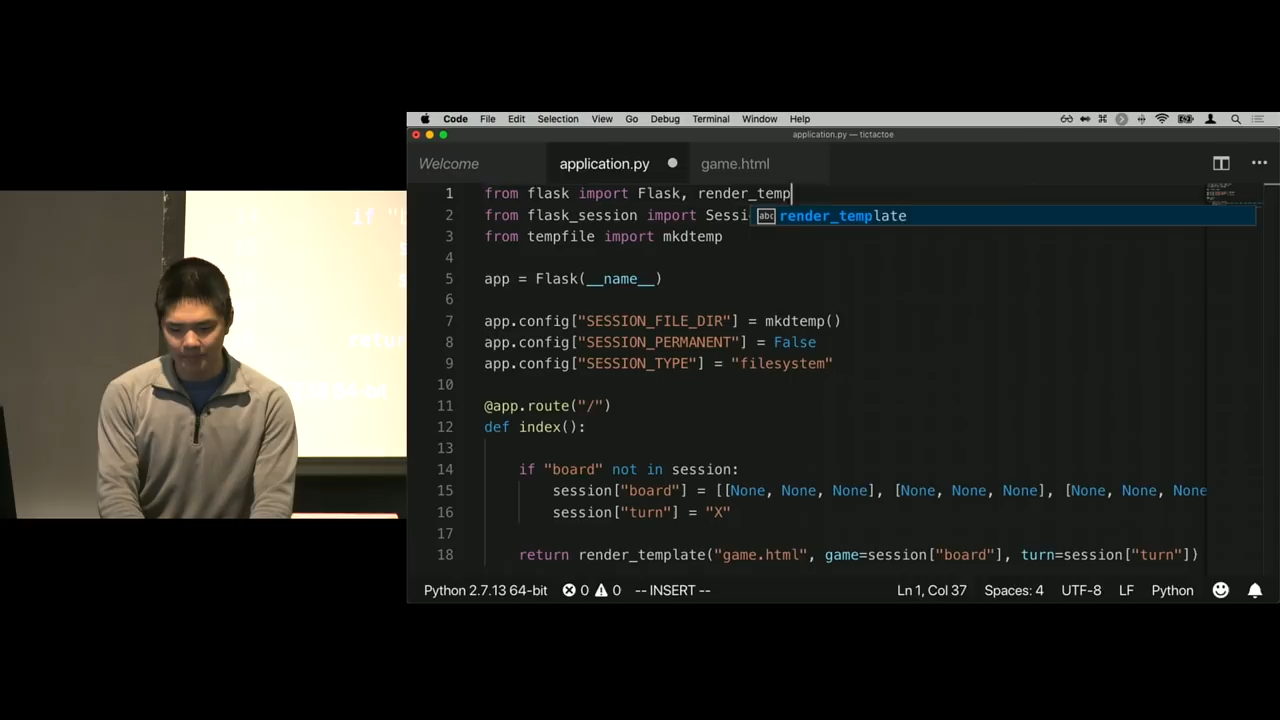 Code File Edit Selection View Go Debug Terminal Window Help
application.py — tictactoe
Welcome application.py game.html
1 from flask import Flask, render_temp
2 from flask_session import Sessi
render_template
3 from tempfile import mkdtemp
4
5 app = Flask(__name__)
6
7 app.config["SESSION_FILE_DIR"] = mkdtemp()
8 app.config["SESSION_PERMANENT"] = False
9 app.config["SESSION_TYPE"] = "filesystem"
10
11 @app.route("/")
12 def index():
13
14 if "board" not in session:
15 session["board"] = [[None, None, None], [None, None, None], [None, None, None
16 session["turn"] = "X"
17
18 return render_template("game.html", game=session["board"], turn=session["turn"])
Python 2.7.13 64-bit 0 0 -- INSERT -- Ln 1, Col 37 Spaces: 4 UTF-8 LF Python
if "b
retur